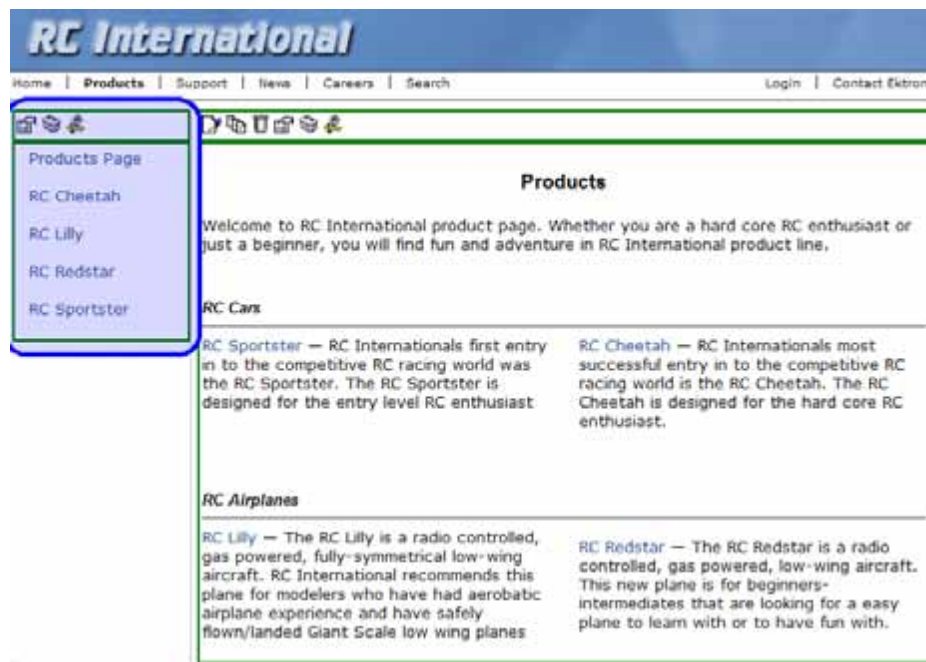 RC International
Home | Products | Support | News | Careers | Search Login | Contact Ektron
Products Page
RC Cheetah
RC Lilly
RC Redstar
RC Sportster
Products
Welcome to RC International product page. Whether you are a hard core RC enthusiast or
just a beginner, you will find fun and adventure in RC International product line.
RC Cars
RC Sportster — RC Internationals first entry
in to the competitive RC racing world was
the RC Sportster. The RC Sportster is
designed for the entry level RC enthusiast
RC Cheetah — RC Internationals most
successful entry in to the competitive RC
racing world is the RC Cheetah. The RC
Cheetah is designed for the hard core RC
enthusiast.
RC Airplanes
RC Lilly — The RC Lilly is a radio controlled,
gas powered, fully-symmetrical low-wing
aircraft. RC International recommends this
plane for modelers who have had aerobatic
airplane experience and have safely
flown/landed Giant Scale low wing planes
RC Redstar — The RC Redstar is a radio
controlled, gas powered, low-wing aircraft.
This new plane is for beginners-
intermediates that are looking for a easy
plane to learn with or to have fun with.